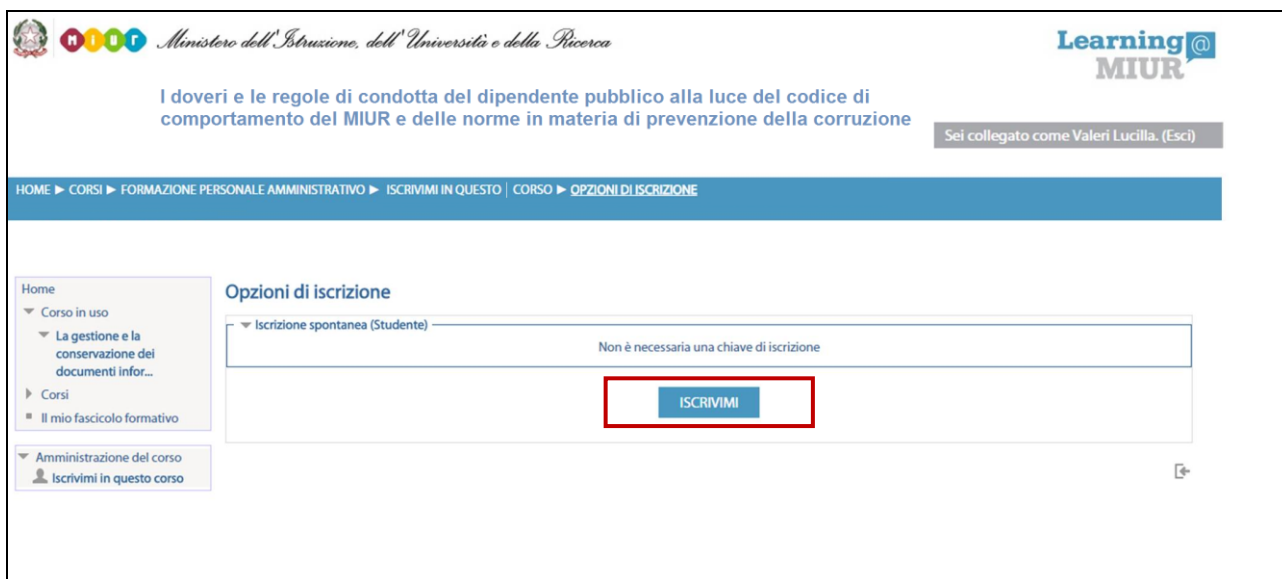 MIUR Ministero dell'Istruzione, dell'Università e della Ricerca
Learning@
MIUR
I doveri e le regole di condotta del dipendente pubblico alla luce del codice di
comportamento del MIUR e delle norme in materia di prevenzione della corruzione
Sei collegato come Valeri Lucilla. (Esci)
HOME ► CORSI ► FORMAZIONE PERSONALE AMMINISTRATIVO ► ISCRIVIMI IN QUESTO | CORSO ► OPZIONI DI ISCRIZIONE
Home
Corso in uso
La gestione e la
conservazione dei
documenti infor...
Corsi
Il mio fascicolo formativo
Amministrazione del corso
Iscrivimi in questo corso
Opzioni di iscrizione
Iscrizione spontanea (Studente)
Non è necessaria una chiave di iscrizione
ISCRIVIMI